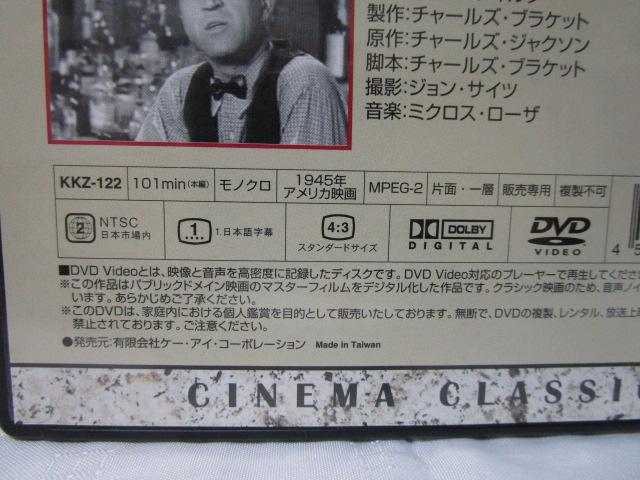 製作:チャールズ・ブラケット
原作:チャールズ・ジャクソン
脚本:チャールズ・ブラケット
撮影:ジョン・サイツ
音楽:ミクロス・ローザ
KKZ-122 101min(本編) モノクロ 1945年 アメリカ映画 MPEG-2 片面・一層 販売専用 複製不可
2 NTSC 日本市場内 1 1.日本語字幕 4:3 スタンダードサイズ DOLBY DIGITAL DVD VIDEO
4 5
■DVD Videoとは、映像と音声を高密度に記録したディスクです。DVD Video対応のプレーヤーで再生してくださ
※この作品はパブリックドメイン映画のマスターフィルムをデジタル化した作品です。クラシック映画のため、音声ノイ
います。あらかじめご了承ください。
※このDVDは、家庭内における個人鑑賞を目的として販売いたしております。無断で、DVDの複製、レンタル、放送上
禁止されております。ご注意ください。
●発売元:有限会社ケー・アイ・コーポレーション Made in Taiwan
CINEMA CLASSI